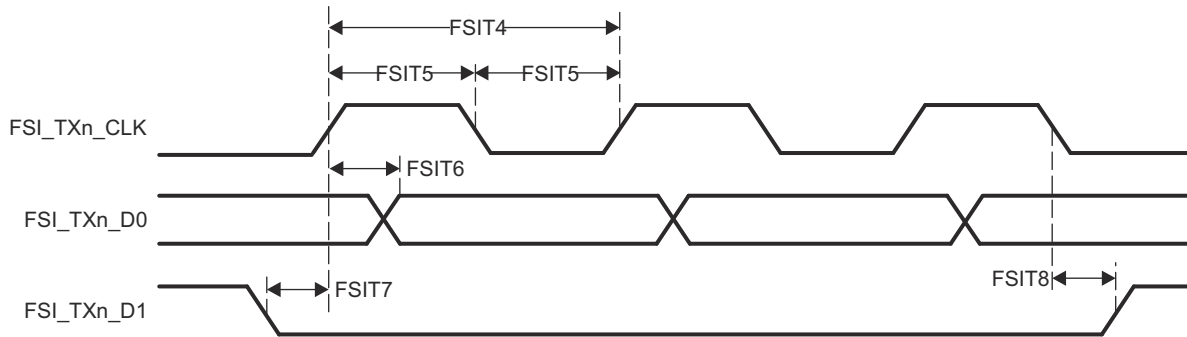 FSIT4
FSIT5
FSIT5
FSI_TXn_CLK
FSIT6
FSI_TXn_D0
FSIT8
FSIT7
FSI_TXn_D1